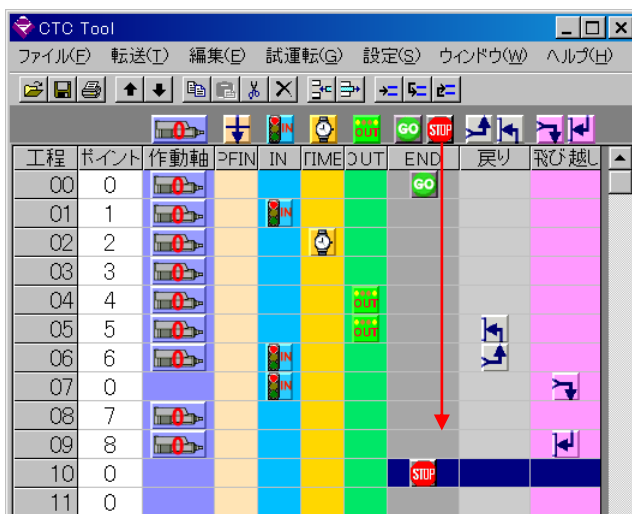 CTC Tool
ファイル(F) 転送(T) 編集(E) 試運転(G) 設定(S) ウィンドウ(W) ヘルプ(H)
IN OUT GO STOP
工程 ポイント 作動軸 PFIN IN TIME OUT END 戻り 飛び越し
00 0 GO
01 1 IN
02 2
03 3
04 4 OUT
05 5 OUT
06 6 IN
07 0 IN
08 7
09 8
10 0 STOP
11 0